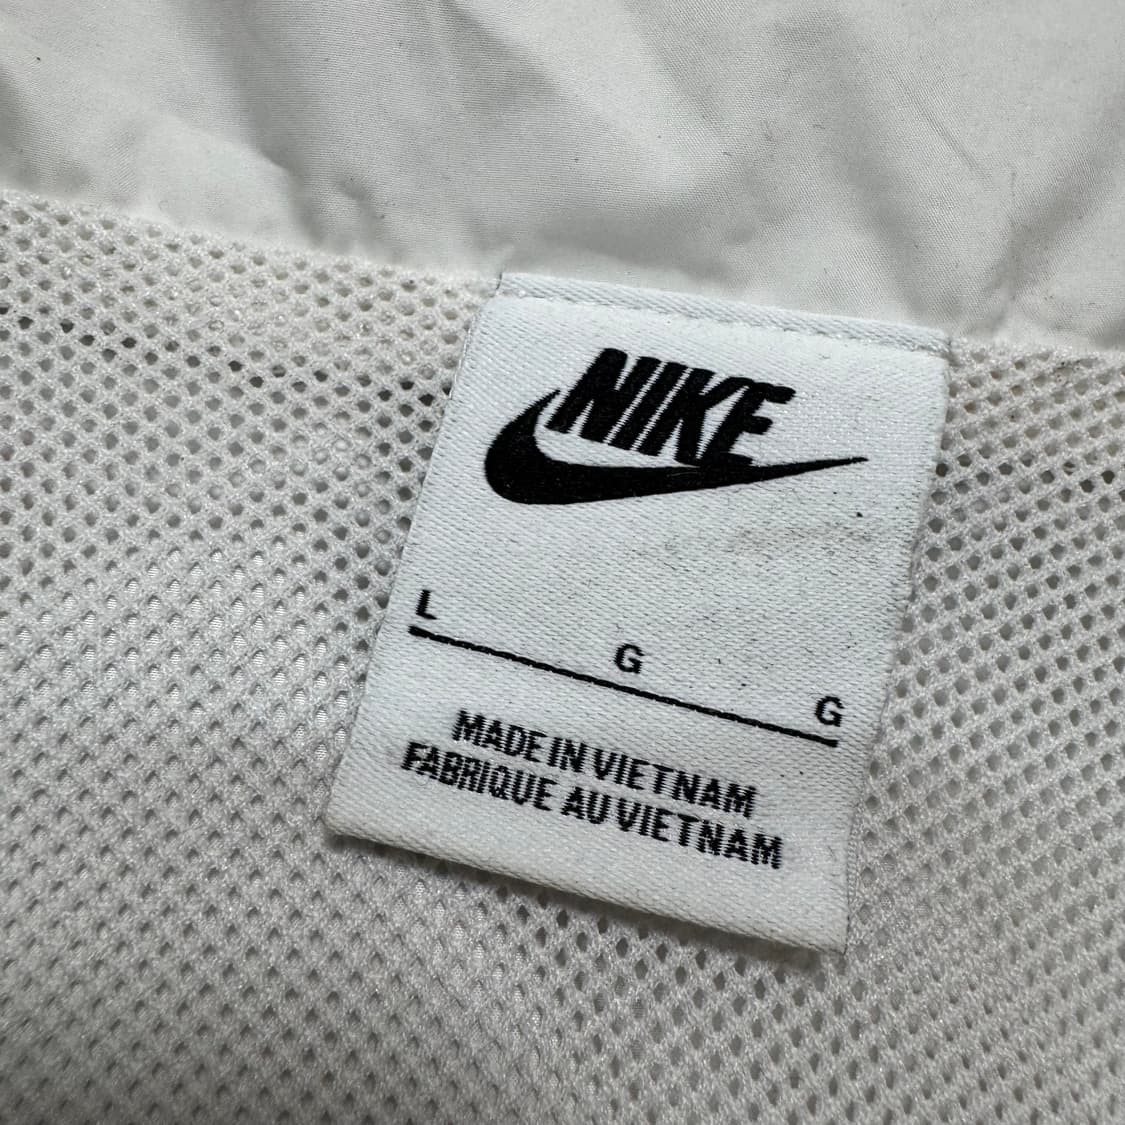 NIKE
L G G
MADE IN VIETNAM
FABRIQUE AU VIETNAM